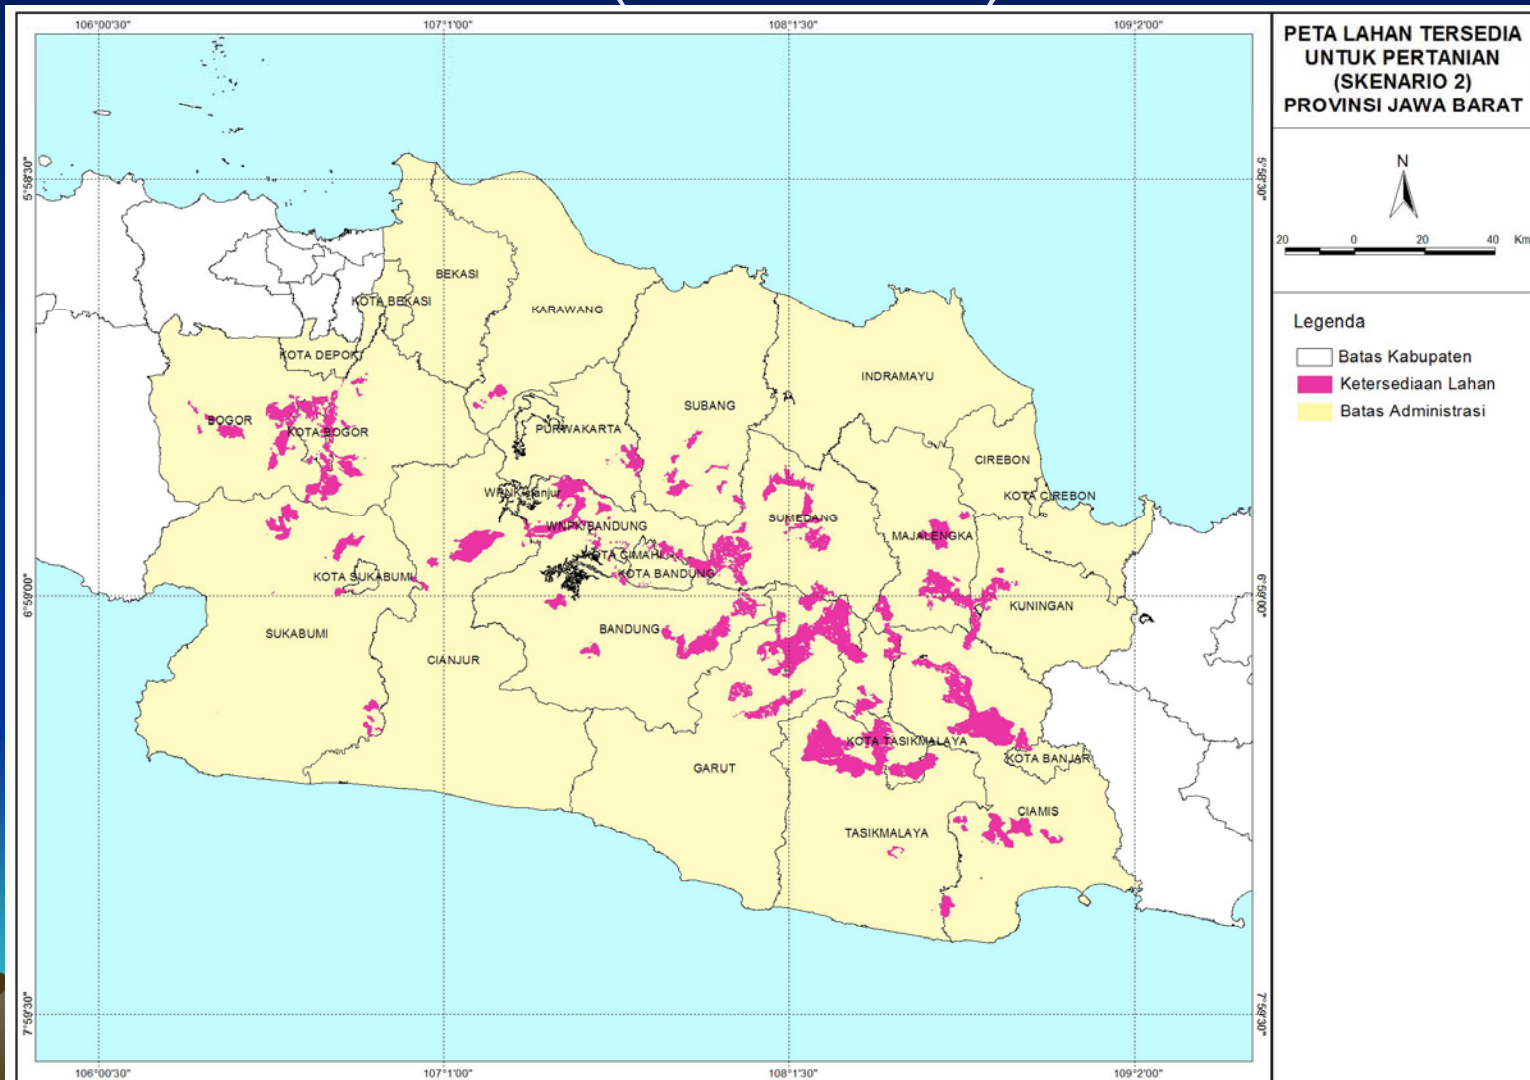 106°00'30"
107°1'00"
108°1'30"
109°2'00"
PETA LAHAN TERSEDIA
UNTUK PERTANIAN
(SKENARIO 2)
PROVINSI JAWA BARAT
N
20 0 20 40 Km
Legenda
Batas Kabupaten
Ketersediaan Lahan
Batas Administrasi
5°58'30"
5°58'30"
BEKASI
KOTA BEKASI
KARAWANG
KOTA DEPOK
INDRAMAYU
SUBANG
BOGOR
KOTA BOGOR
PURWAKARTA
CIREBON
KOTA CIREBON
WPNK Cianjur
SUMEDANG
WNPK/BANDUNG
MAJALENGKA
KOTA CIMAHI
KOTA BANDUNG
KOTA SUKABUMI
6°59'00"
6°59'00"
KUNINGAN
SUKABUMI
BANDUNG
CIANJUR
KOTA TASIKMALAYA
KOTA BANJAR
GARUT
CIAMIS
TASIKMALAYA
7°59'30"
7°59'30"
106°00'30"
107°1'00"
108°1'30"
109°2'00"